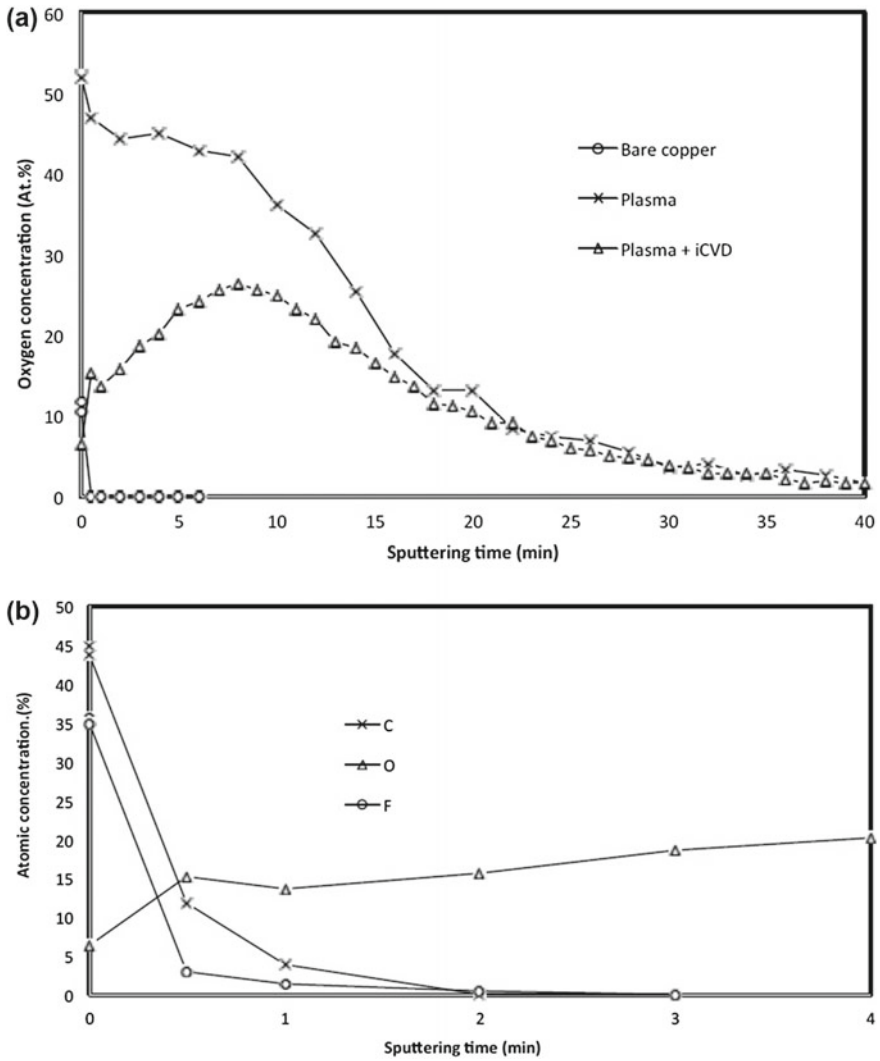 (a)
60
50
40
30
20
10
0
Oxygen concentration (At.%)
Bare copper
Plasma
Plasma + iCVD
0 5 10 15 20 25 30 35 40
Sputtering time (min)
(b)
50
45
40
35
30
25
20
15
10
5
0
Atomic concentration.(%)
C
O
F
0 1 2 3 4
Sputtering time (min)